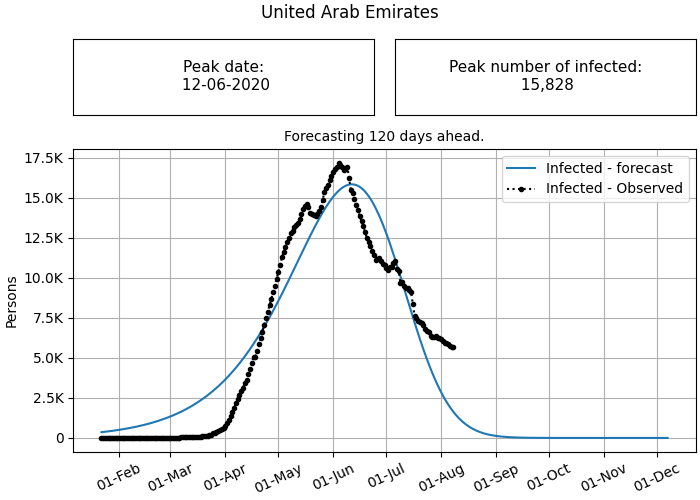 United Arab Emirates
Peak date:
12-06-2020
Peak number of infected:
15,828
Forecasting 120 days ahead.
17.5K
15.0K
12.5K
10.0K
7.5K
5.0K
2.5K
0
Persons
Infected - forecast
Infected - Observed
01-Feb
01-Mar
01-Apr
01-May
01-Jun
01-Jul
01-Aug
01-Sep
01-Oct
01-Nov
01-Dec